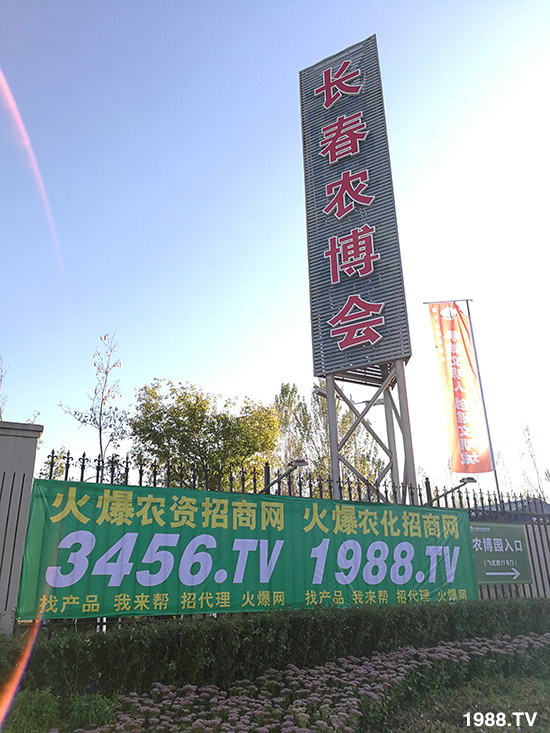 长春农博会
火爆农资招商网
3456.TV
找产品 我来帮 招代理 火爆网
火爆农化招商网
1988.TV
找产品 我来帮 招代理 火爆网
农博园入口
1988.TV